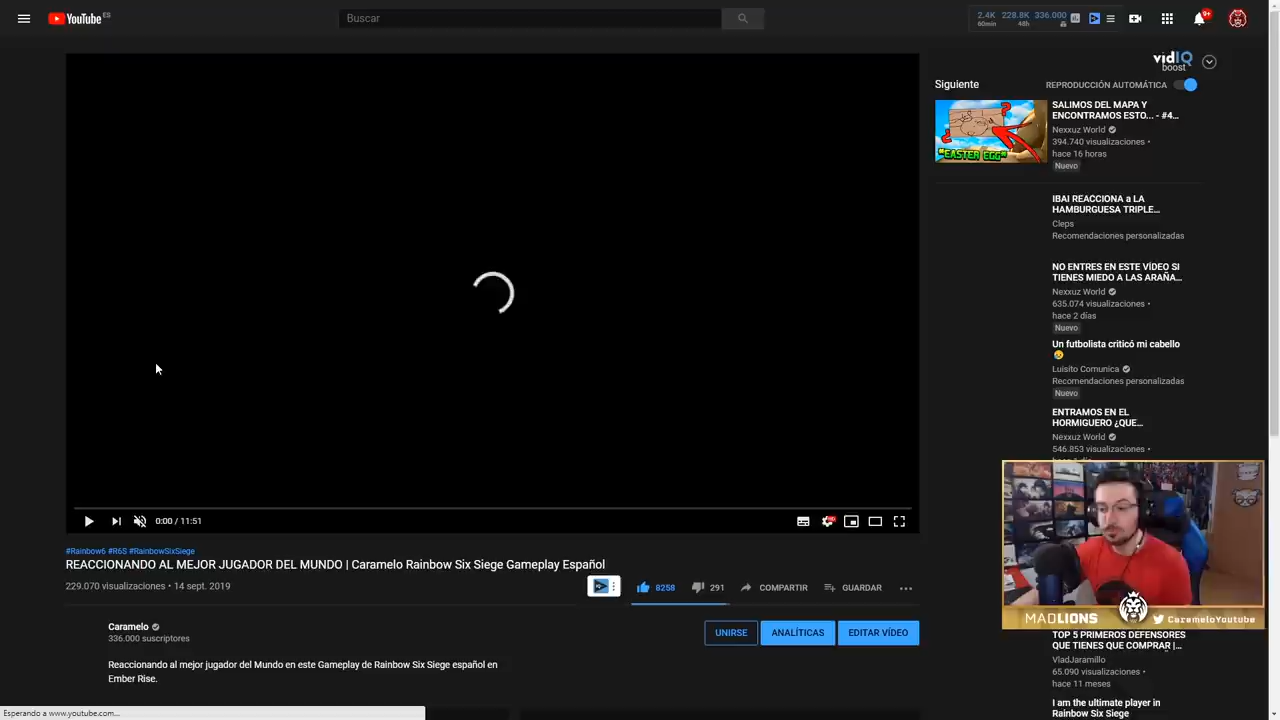 YouTube ES
Buscar
2.4K 228.8K 336.000
60min 48h
9+
vidIQ
boost
Siguiente
REPRODUCCIÓN AUTOMÁTICA
*EASTER EGG*
SALIMOS DEL MAPA Y
ENCONTRAMOS ESTO... - #4...
Nexxuz World
394.740 visualizaciones •
hace 16 horas
Nuevo
IBAI REACCIONA a LA
HAMBURGUESA TRIPLE...
Cleps
Recomendaciones personalizadas
NO ENTRES EN ESTE VÍDEO SI
TIENES MIEDO A LAS ARAÑA...
Nexxuz World
635.074 visualizaciones •
hace 2 días
Nuevo
Un futbolista criticó mi cabello
🤣
Luisito Comunica
Recomendaciones personalizadas
Nuevo
ENTRAMOS EN EL
HORMIGUERO ¿QUE...
Nexxuz World
546.853 visualizaciones •
0:00 / 11:51
HD
#Rainbow6 #R6S #RainbowSixSiege
REACCIONANDO AL MEJOR JUGADOR DEL MUNDO | Caramelo Rainbow Six Siege Gameplay Español
229.070 visualizaciones • 14 sept. 2019
8258 291 COMPARTIR GUARDAR
MADLIONS CarameloYoutube
Caramelo
336.000 suscriptores
UNIRSE ANALÍTICAS EDITAR VÍDEO
Reaccionando al mejor jugador del Mundo en este Gameplay de Rainbow Six Siege español en
Ember Rise.
TOP 5 PRIMEROS DEFENSORES
QUE TIENES QUE COMPRAR |...
VladJaramillo
65.090 visualizaciones •
hace 11 meses
I am the ultimate player in
Rainbow Six Siege
Esperando a www.youtube.com...